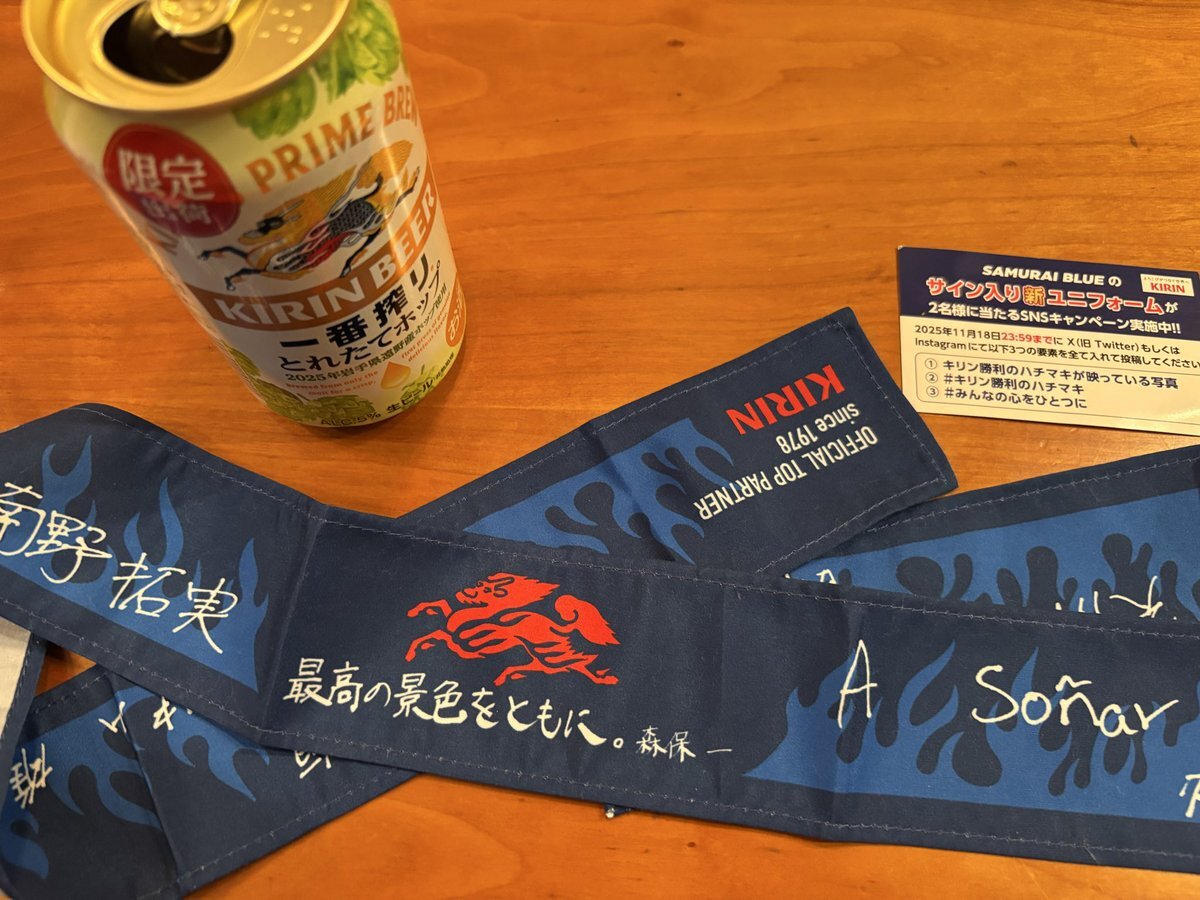 限定
出荷
PRIME BREW
KIRIN BEER
一番搾り
とれたてホップ
2025年岩手県遠野産ホップ使用
ALC.5%
生ビール
SAMURAI BLUE の
サイン入り新ユニフォームが
2名様に当たるSNSキャンペーン実施中!!
KIRIN
2025年11月18日23:59までに X(旧 Twitter)もしくは
Instagramにて以下3つの要素を全て入れて投稿してください
① キリン勝利のハチマキが映っている写真
② #キリン勝利のハチマキ
③ #みんなの心をひとつに
KIRIN
OFFICIAL TOP PARTNER
since 1978
南野 拓実
最高の景色をともに。森保 一
A Soñar